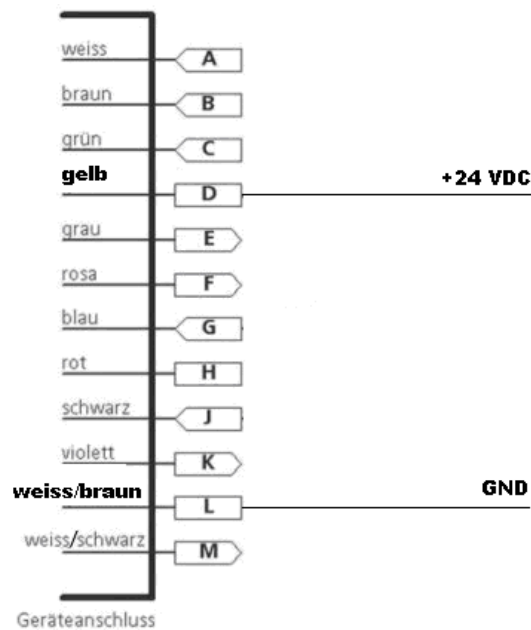 weiss A
braun B
grün C
gelb D +24 VDC
grau E
rosa F
blau G
rot H
schwarz J
violett K
weiss/braun L GND
weiss/schwarz M
Geräteanschluss